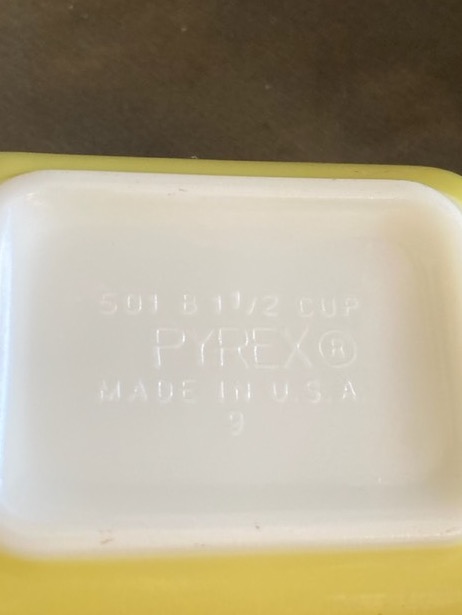 501 B 1 1/2 CUP
PYREX®
MADE IN U.S.A.
9